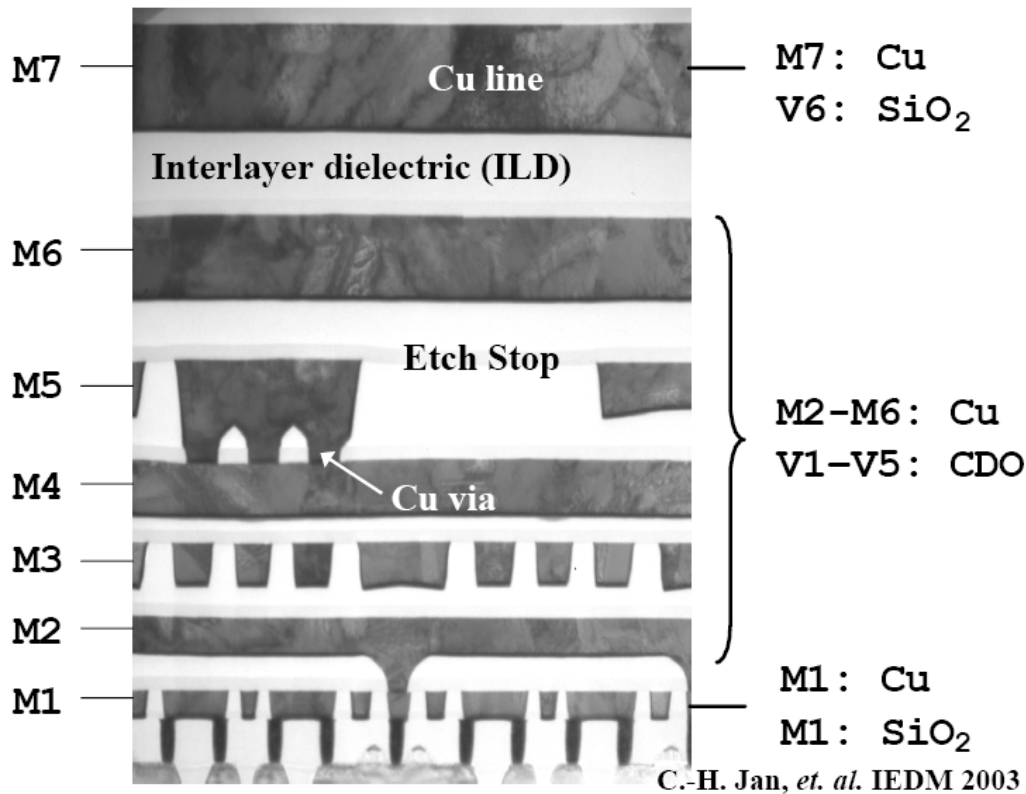 M7
Cu line
M7: Cu
V6: SiO₂
Interlayer dielectric (ILD)
M6
Etch Stop
M5
M2-M6: Cu
V1-V5: CDO
M4
Cu via
M3
M2
M1
M1: Cu
M1: SiO₂
C.-H. Jan, et. al. IEDM 2003